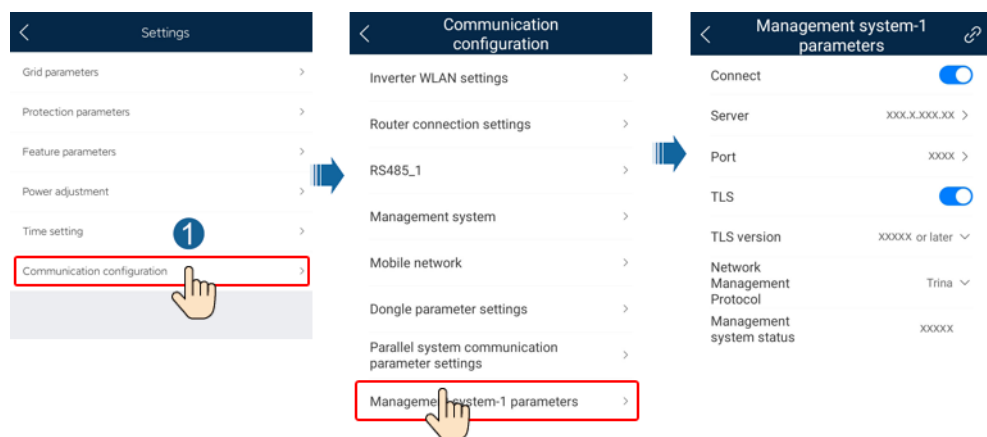 Settings
Grid parameters
Protection parameters
Feature parameters
Power adjustment
Time setting
1
Communication configuration
Communication
configuration
Inverter WLAN settings
Router connection settings
RS485_1
Management system
Mobile network
Dongle parameter settings
Parallel system communication
parameter settings
Management system-1 parameters
Management system-1
parameters
Connect
Server XXX.X.XXX.XX
Port XXXX
TLS
TLS version XXXXX or later
Network
Management
Protocol
Trina
Management
system status
XXXXX